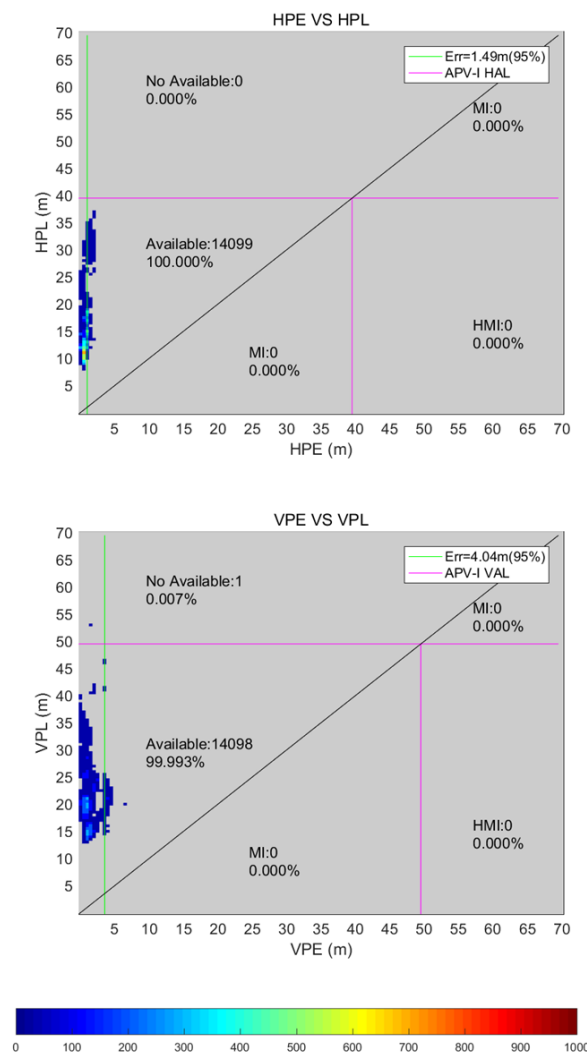 HPE VS HPL
70
65
60
55
50
45
40
35
30
25
20
15
10
5
HPL (m)
Err=1.49m(95%)
APV-I HAL
No Available:0
0.000%
MI:0
0.000%
Available:14099
100.000%
HMI:0
0.000%
MI:0
0.000%
5 10 15 20 25 30 35 40 45 50 55 60 65 70
HPE (m)
VPE VS VPL
70
65
60
55
50
45
40
35
30
25
20
15
10
5
VPL (m)
Err=4.04m(95%)
APV-I VAL
No Available:1
0.007%
MI:0
0.000%
Available:14098
99.993%
HMI:0
0.000%
MI:0
0.000%
5 10 15 20 25 30 35 40 45 50 55 60 65 70
VPE (m)
0 100 200 300 400 500 600 700 800 900 1000